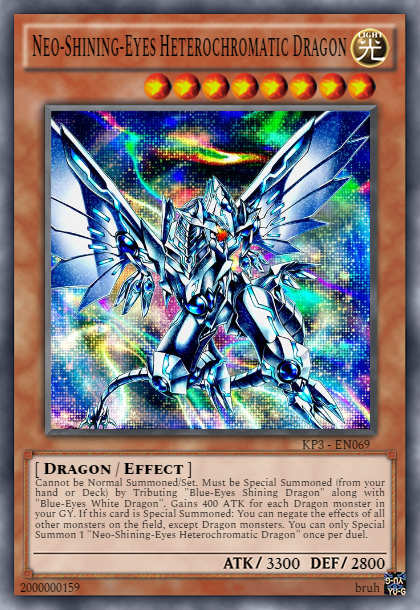 Neo-Shining-Eyes Heterochromatic Dragon
LIGHT
光
KP3 - EN069
[ Dragon / Effect ]
Cannot be Normal Summoned/Set. Must be Special Summoned (from your
hand or Deck) by Tributing "Blue-Eyes Shining Dragon" along with
"Blue-Eyes White Dragon". Gains 400 ATK for each Dragon monster in
your GY. If this card is Special Summoned: You can negate the effects of all
other monsters on the field, except Dragon monsters. You can only Special
Summon 1 "Neo-Shining-Eyes Heterochromatic Dragon" once per duel.
ATK / 3300 DEF / 2800
2000000159
bruh
YU-G